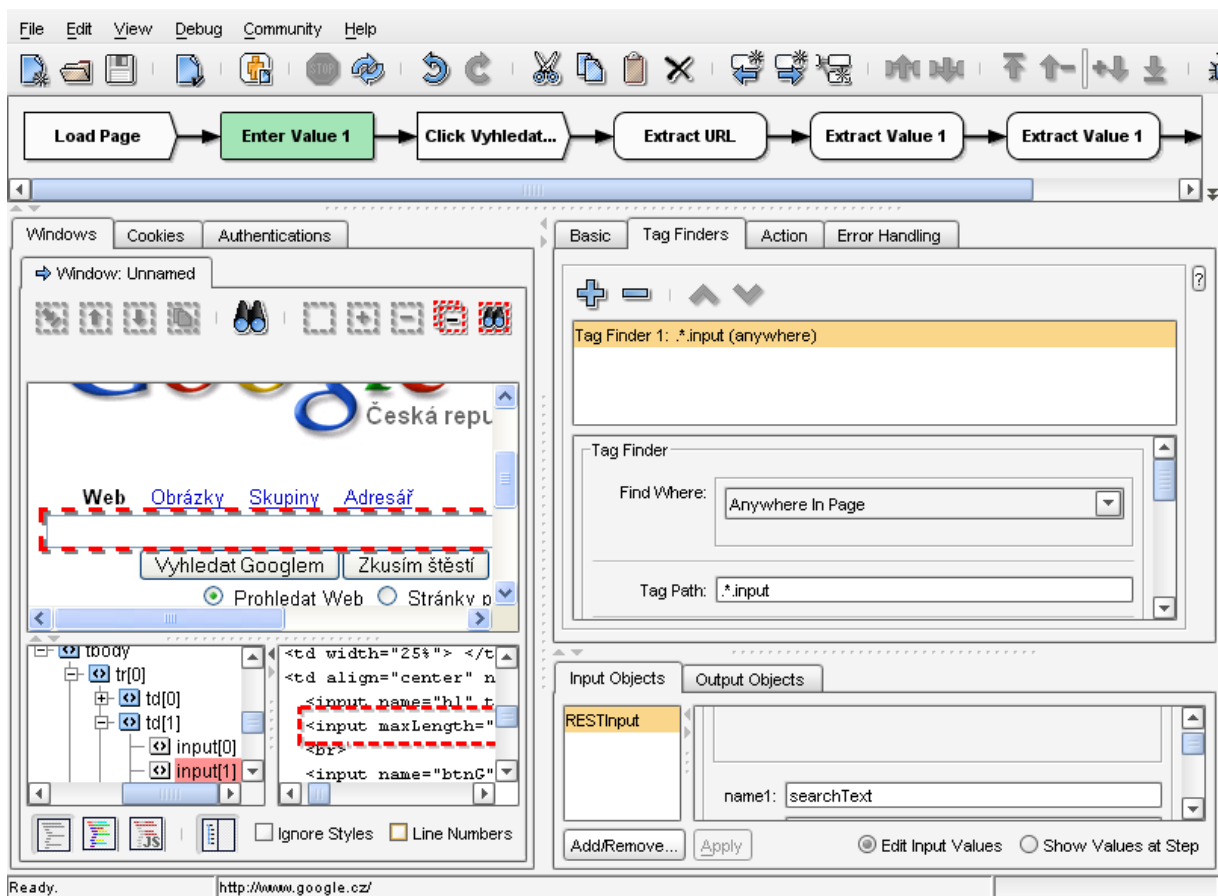 File Edit View Debug Community Help
STOP
Load Page Enter Value 1 Click Vyhledat... Extract URL Extract Value 1 Extract Value 1
Windows Cookies Authentications
Window: Unnamed
Česká repu
Web Obrázky Skupiny Adresář
Vyhledat Googlem Zkusím štěstí
Prohledat Web Stránky p
tbody
tr[0]
td[0]
td[1]
input[0]
input[1]
<td width="25%"> </t
<td align="center" n
<input name="hl" t
<input maxLength="
<br>
<input name="btnG"
JS
Ignore Styles Line Numbers
Basic Tag Finders Action Error Handling
?
Tag Finder 1: .*.input (anywhere)
Tag Finder
Find Where: Anywhere In Page
Tag Path: .*.input
Input Objects Output Objects
RESTInput
name1: searchText
Add/Remove... Apply Edit Input Values Show Values at Step
Ready. http://www.google.cz/